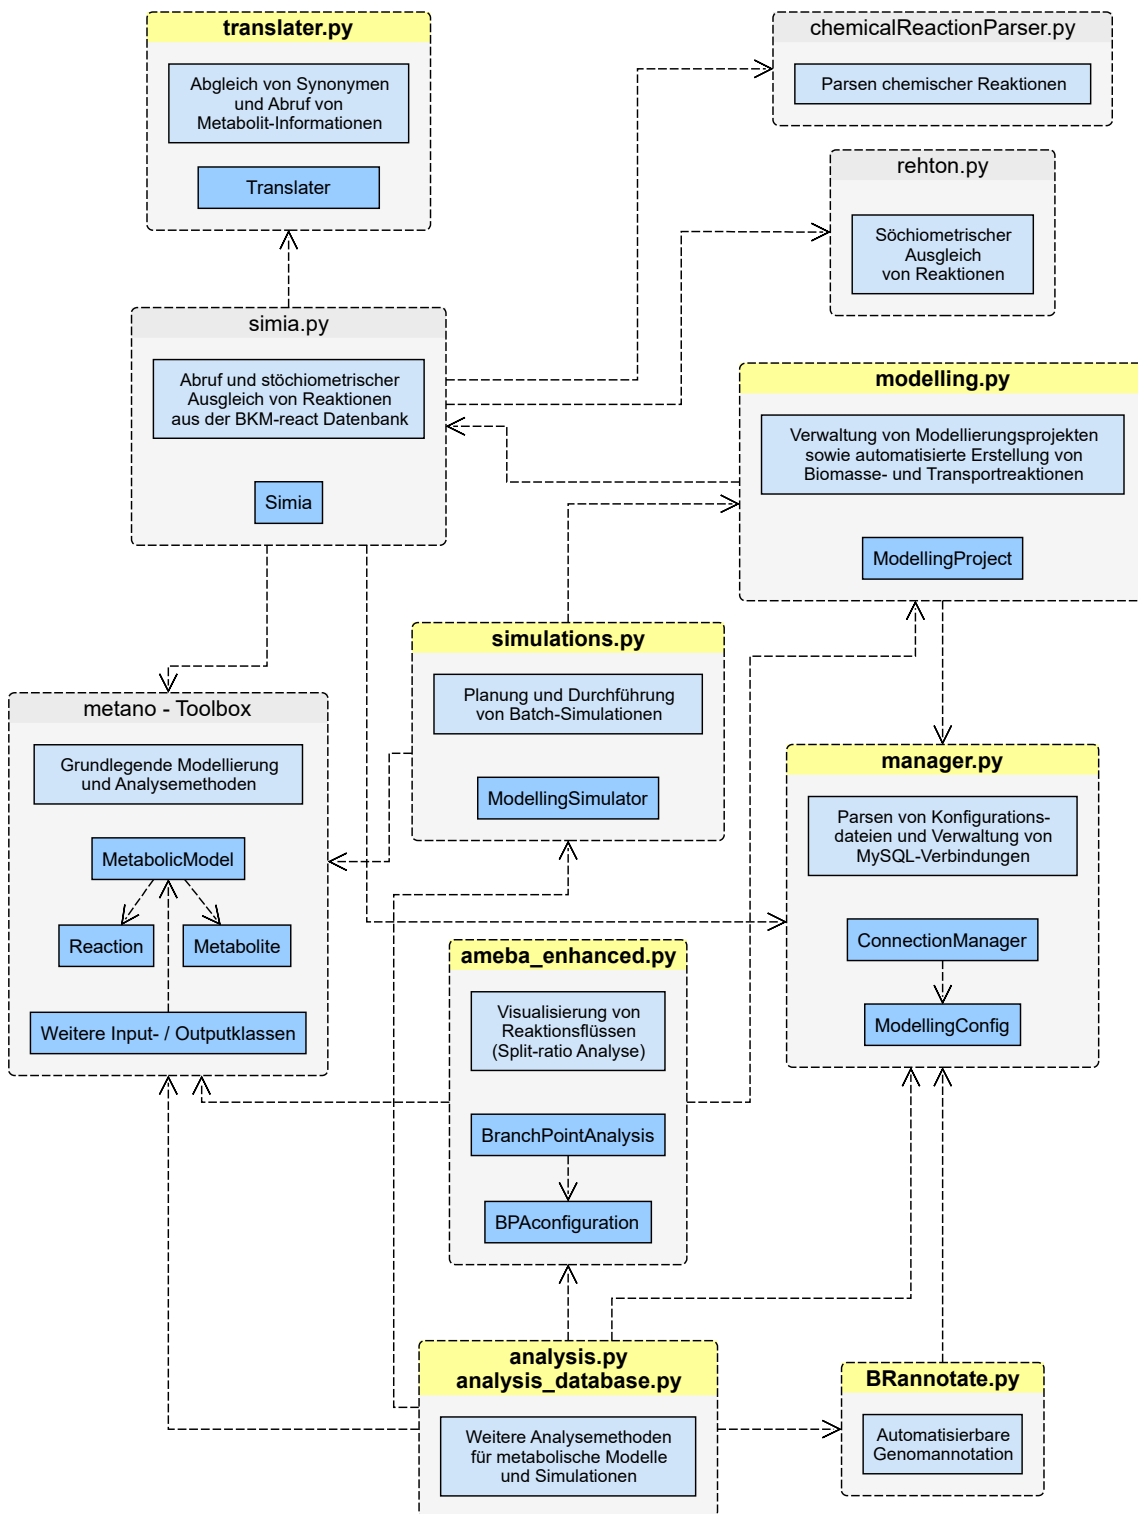 translater.py
Abgleich von Synonymen
und Abruf von
Metabolit-Informationen
Translater
chemicalReactionParser.py
Parsen chemischer Reaktionen
rehton.py
Söchiometrischer
Ausgleich
von Reaktionen
simia.py
Abruf und stöchiometrischer
Ausgleich von Reaktionen
aus der BKM-react Datenbank
Simia
modelling.py
Verwaltung von Modellierungsprojekten
sowie automatisierte Erstellung von
Biomasse- und Transportreaktionen
ModellingProject
simulations.py
Planung und Durchführung
von Batch-Simulationen
ModellingSimulator
metano - Toolbox
Grundlegende Modellierung
und Analysemethoden
MetabolicModel
Reaction
Metabolite
Weitere Input- / Outputklassen
manager.py
Parsen von Konfigurations-
dateien und Verwaltung von
MySQL-Verbindungen
ConnectionManager
ModellingConfig
ameba_enhanced.py
Visualisierung von
Reaktionsflüssen
(Split-ratio Analyse)
BranchPointAnalysis
BPAconfiguration
analysis.py
analysis_database.py
Weitere Analysemethoden
für metabolische Modelle
und Simulationen
BRannotate.py
Automatisierbare
Genomannotation